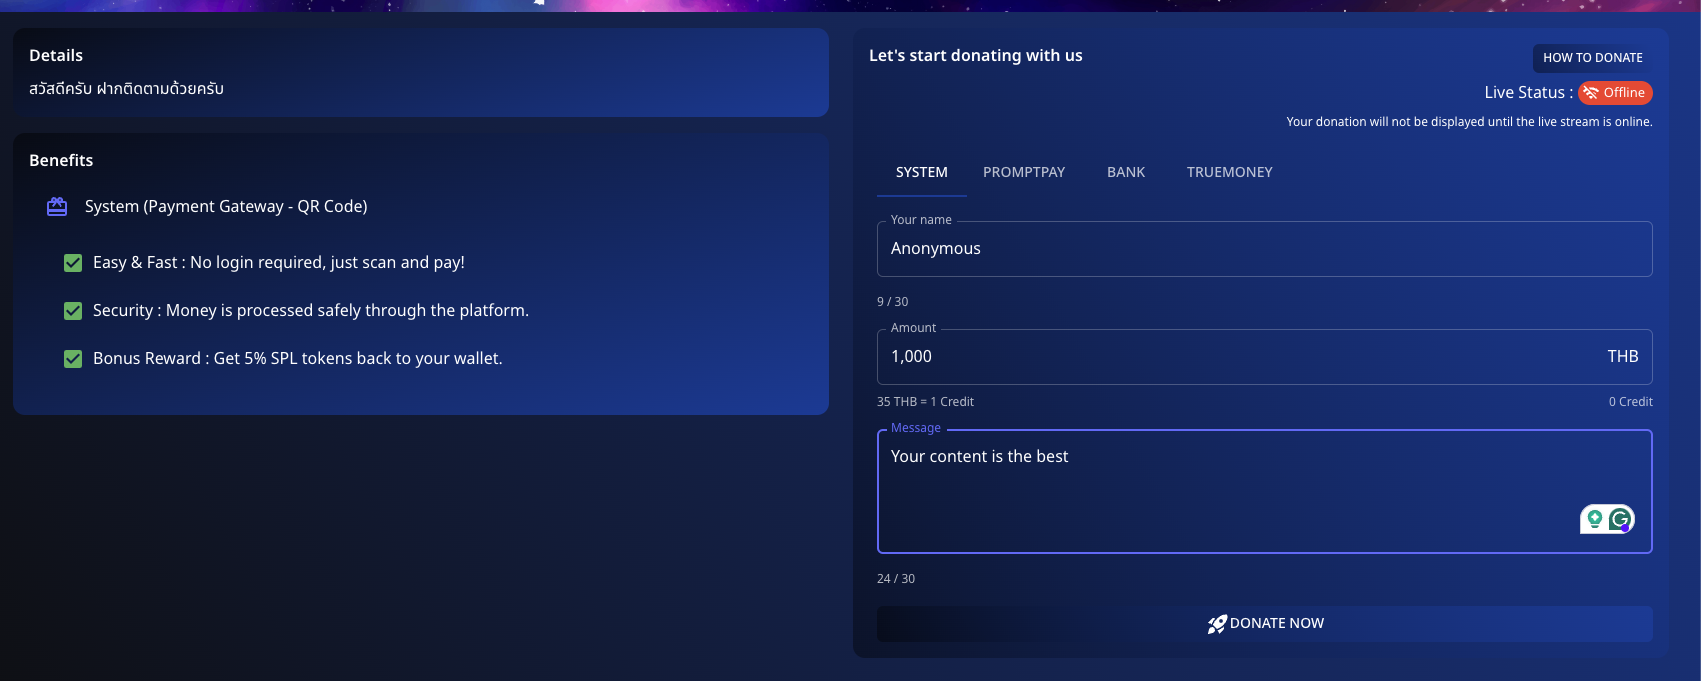 Details
สวัสดีครับ ฝากติดตามด้วยครับ
Benefits
System (Payment Gateway - QR Code)
Easy & Fast : No login required, just scan and pay!
Security : Money is processed safely through the platform.
Bonus Reward : Get 5% SPL tokens back to your wallet.
Let's start donating with us
HOW TO DONATE
Live Status : Offline
Your donation will not be displayed until the live stream is online.
SYSTEM PROMPTPAY BANK TRUEMONEY
Your name
Anonymous
9 / 30
Amount
1,000 THB
35 THB = 1 Credit 0 Credit
Message
Your content is the best
24 / 30
DONATE NOW